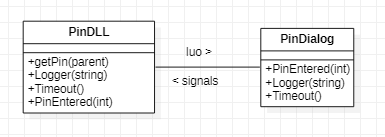 PinDLL
+getPin(parent)
+Logger(string)
+Timeout()
+PinEntered(int)
luo >
< signals
PinDialog
+PinEntered(int)
+Logger(string)
+Timeout()